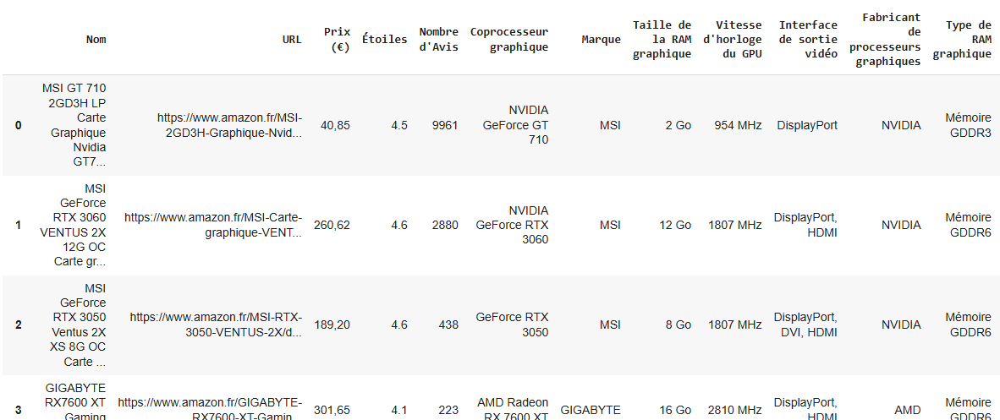 Nom URL Prix (€) Étoiles Nombre d'Avis Coprocesseur graphique Marque Taille de la RAM graphique Vitesse d'horloge du GPU Interface de sortie vidéo Fabricant de processeurs graphiques Type de RAM graphique
0 MSI GT 710 2GD3H LP Carte Graphique Nvidia GT7... https://www.amazon.fr/MSI-2GD3H-Graphique-Nvid... 40,85 4.5 9961 NVIDIA GeForce GT 710 MSI 2 Go 954 MHz DisplayPort NVIDIA Mémoire GDDR3
1 MSI GeForce RTX 3060 VENTUS 2X 12G OC Carte gr... https://www.amazon.fr/MSI-Carte-graphique-VENT... 260,62 4.6 2880 NVIDIA GeForce RTX 3060 MSI 12 Go 1807 MHz DisplayPort, HDMI NVIDIA Mémoire GDDR6
2 MSI GeForce RTX 3050 Ventus 2X XS 8G OC Carte ... https://www.amazon.fr/MSI-RTX-3050-VENTUS-2X/d... 189,20 4.6 438 GeForce RTX 3050 MSI 8 Go 1807 MHz DisplayPort, DVI, HDMI NVIDIA Mémoire GDDR6
3 GIGABYTE RX7600 XT Gaming https://www.amazon.fr/GIGABYTE-RX7600-XT-Gamin... 301,65 4.1 223 AMD Radeon RX 7600 XT GIGABYTE 16 Go 2810 MHz DisplayPort, HDMI AMD Mémoire GDDR6